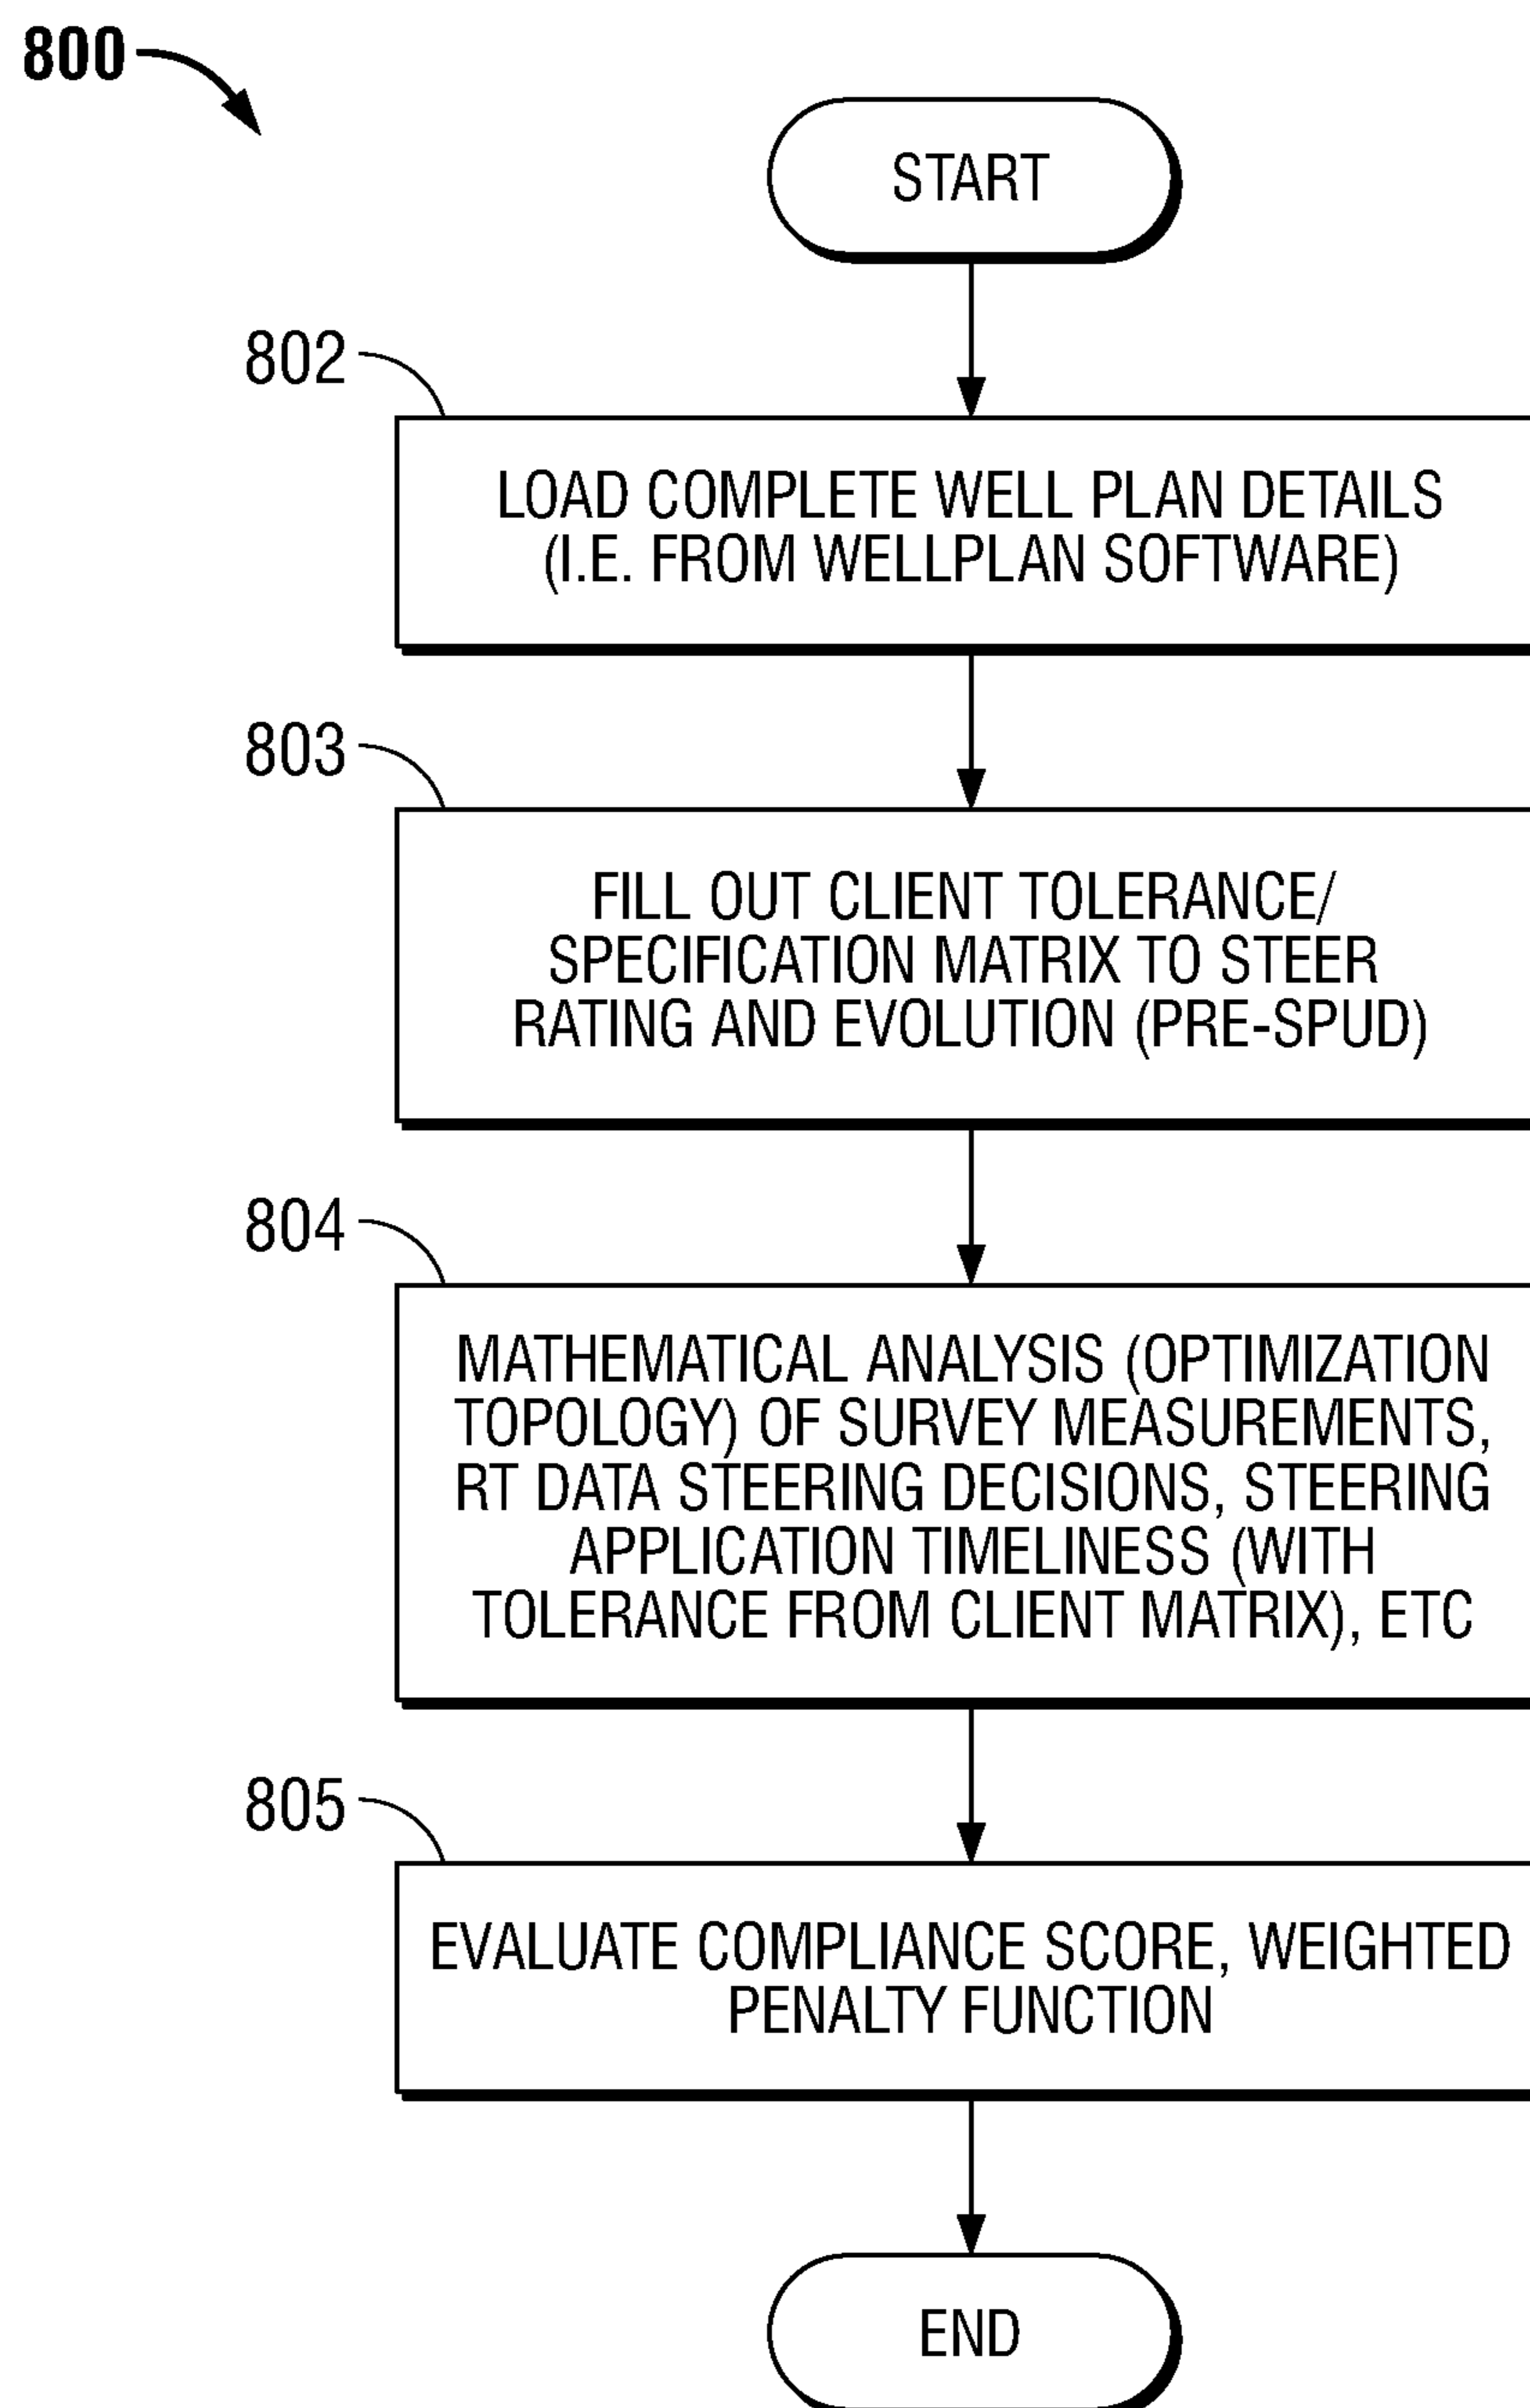 800
START
802
LOAD COMPLETE WELL PLAN DETAILS
(I.E. FROM WELLPLAN SOFTWARE)
803
FILL OUT CLIENT TOLERANCE/
SPECIFICATION MATRIX TO STEER
RATING AND EVOLUTION (PRE-SPUD)
804
MATHEMATICAL ANALYSIS (OPTIMIZATION
TOPOLOGY) OF SURVEY MEASUREMENTS,
RT DATA STEERING DECISIONS, STEERING
APPLICATION TIMELINESS (WITH
TOLERANCE FROM CLIENT MATRIX), ETC
805
EVALUATE COMPLIANCE SCORE, WEIGHTED
PENALTY FUNCTION
END